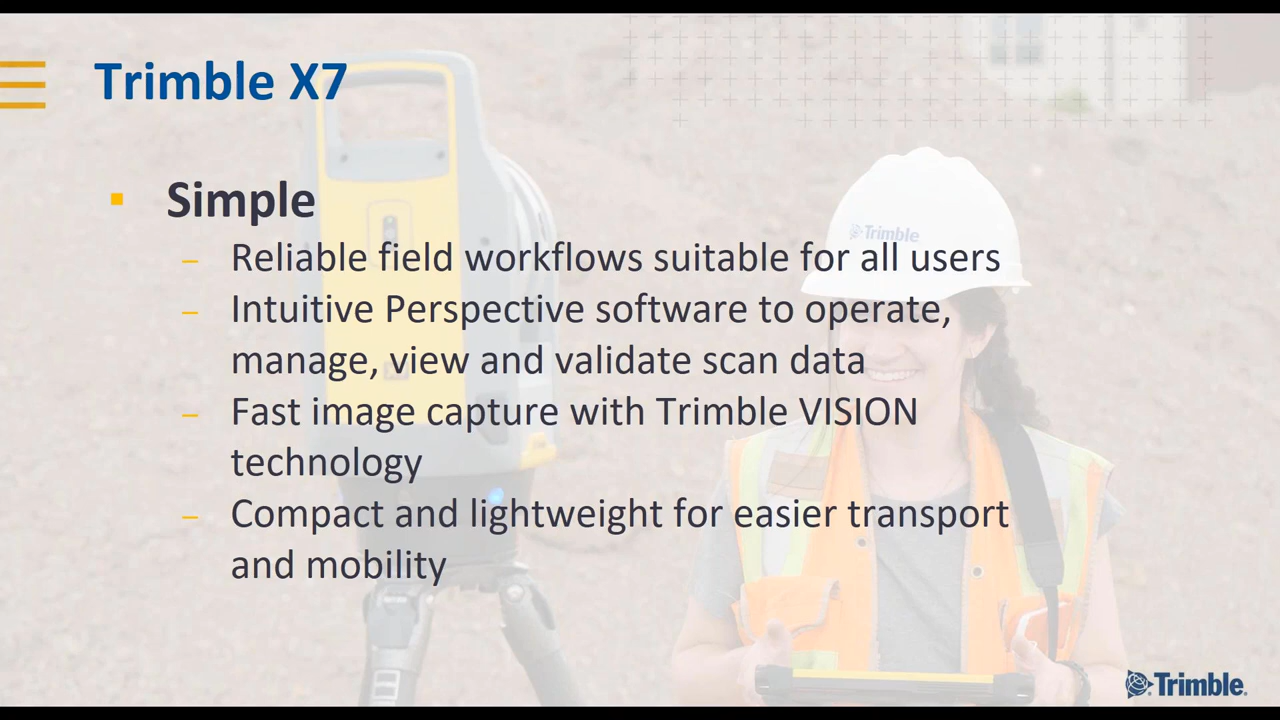 Trimble X7
Simple
Reliable field workflows suitable for all users
Intuitive Perspective software to operate,
manage, view and validate scan data
Fast image capture with Trimble VISION
technology
Compact and lightweight for easier transport
and mobility
Trimble
Trimble